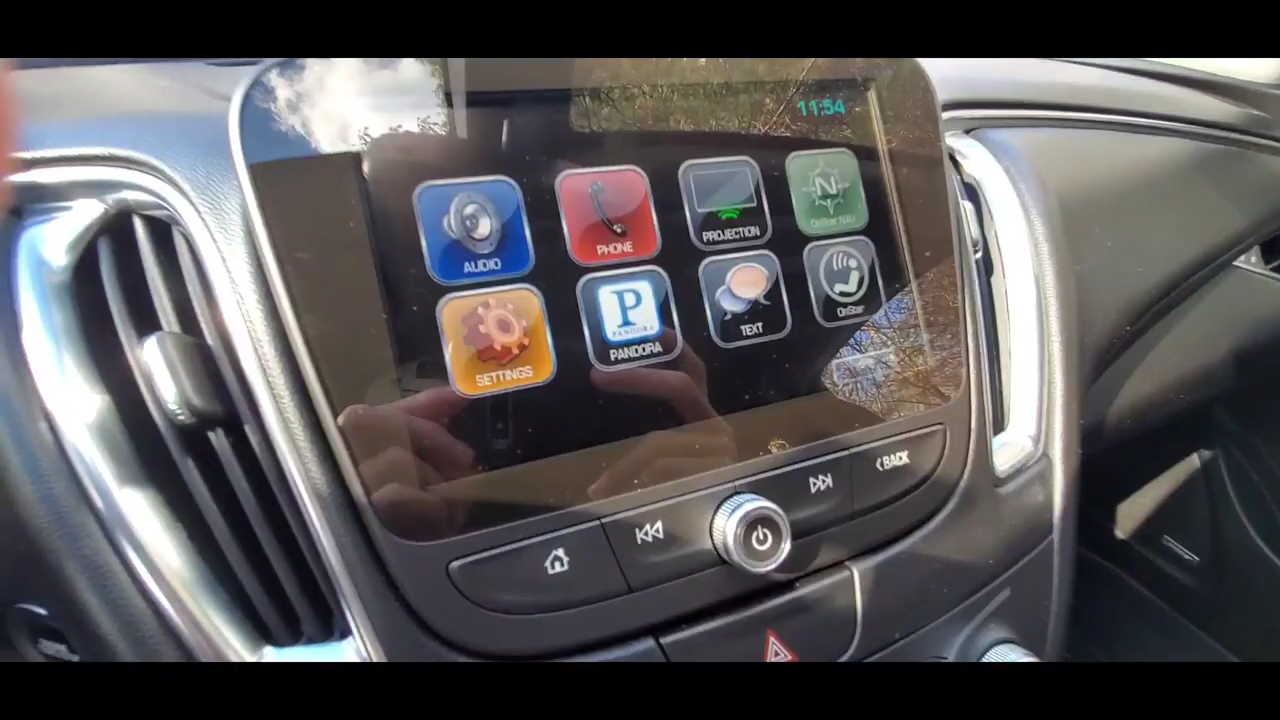 11:54
AUDIO
PHONE
PROJECTION
N
OnStar NAV
SETTINGS
P
PANDORA
PANDORA
TEXT
OnStar
BACK